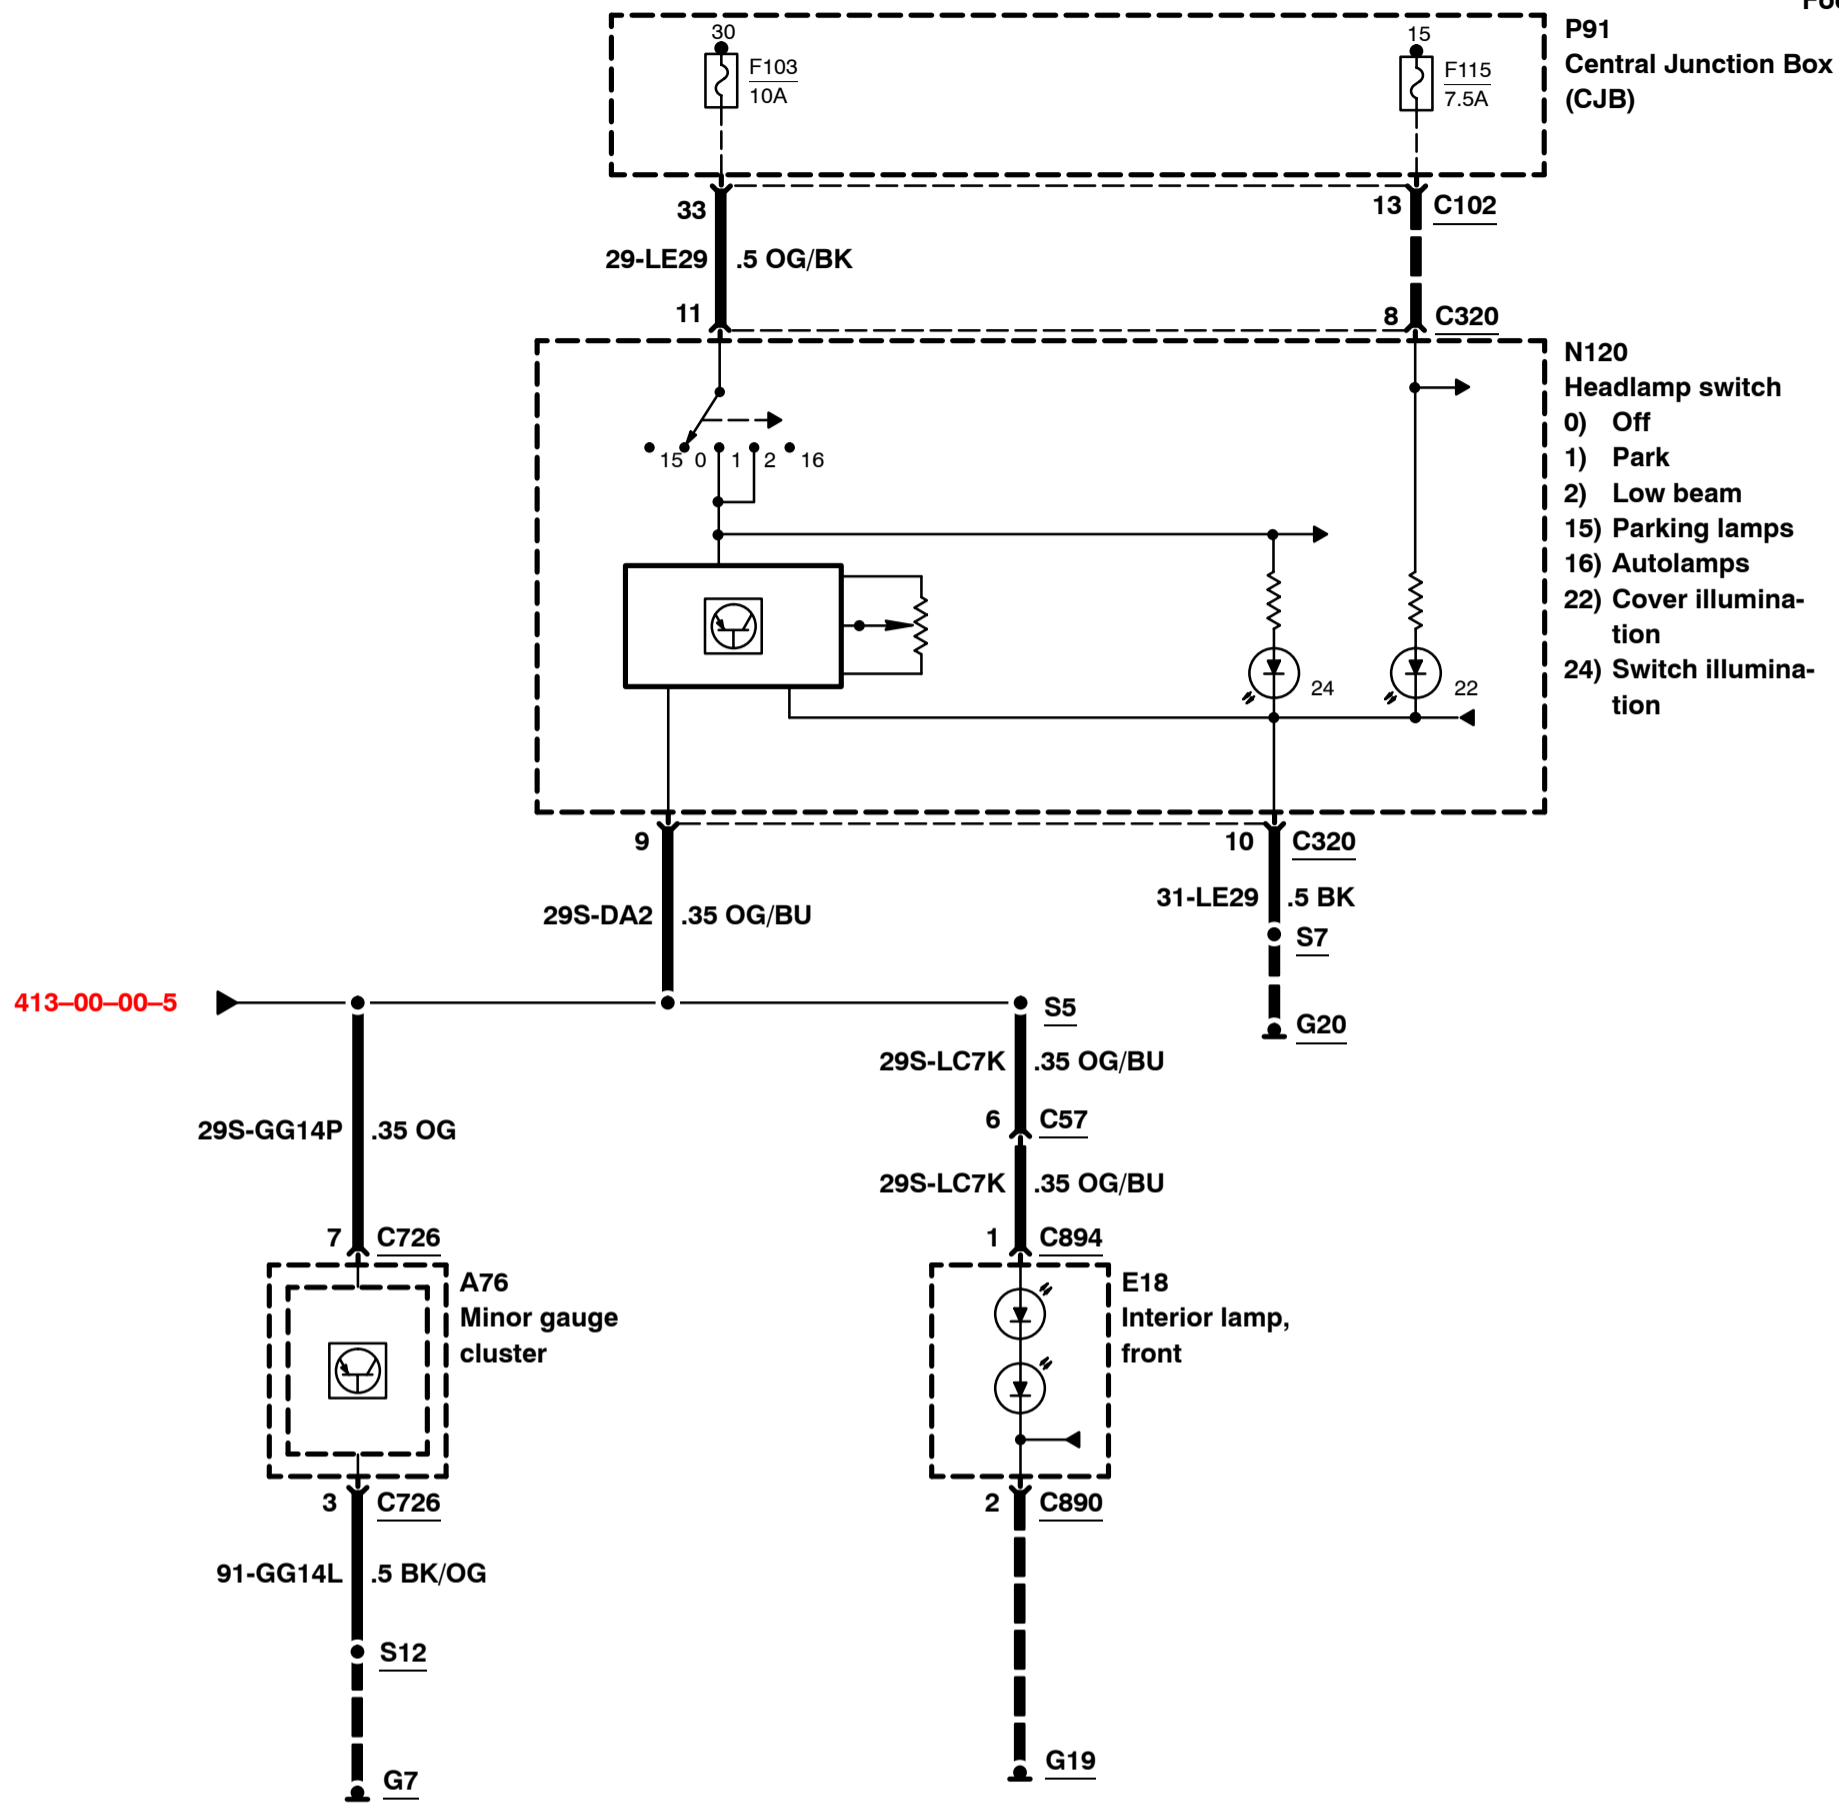 30
F103
10A
15
F115
7.5A
P91
Central Junction Box
(CJB)
33
13 C102
29-LE29 .5 OG/BK
11
8 C320
N120
Headlamp switch
0) Off
1) Park
2) Low beam
15) Parking lamps
16) Autolamps
22) Cover illumina-
tion
24) Switch illumina-
tion
15 0 1 2 16
24
22
9
10 C320
29S-DA2 .35 OG/BU
31-LE29 .5 BK
S7
G20
413–00–00–5
S5
29S-LC7K .35 OG/BU
6 C57
29S-GG14P .35 OG
29S-LC7K .35 OG/BU
7 C726
1 C894
A76
Minor gauge
cluster
E18
Interior lamp,
front
3 C726
2 C890
91-GG14L .5 BK/OG
S12
G7
G19